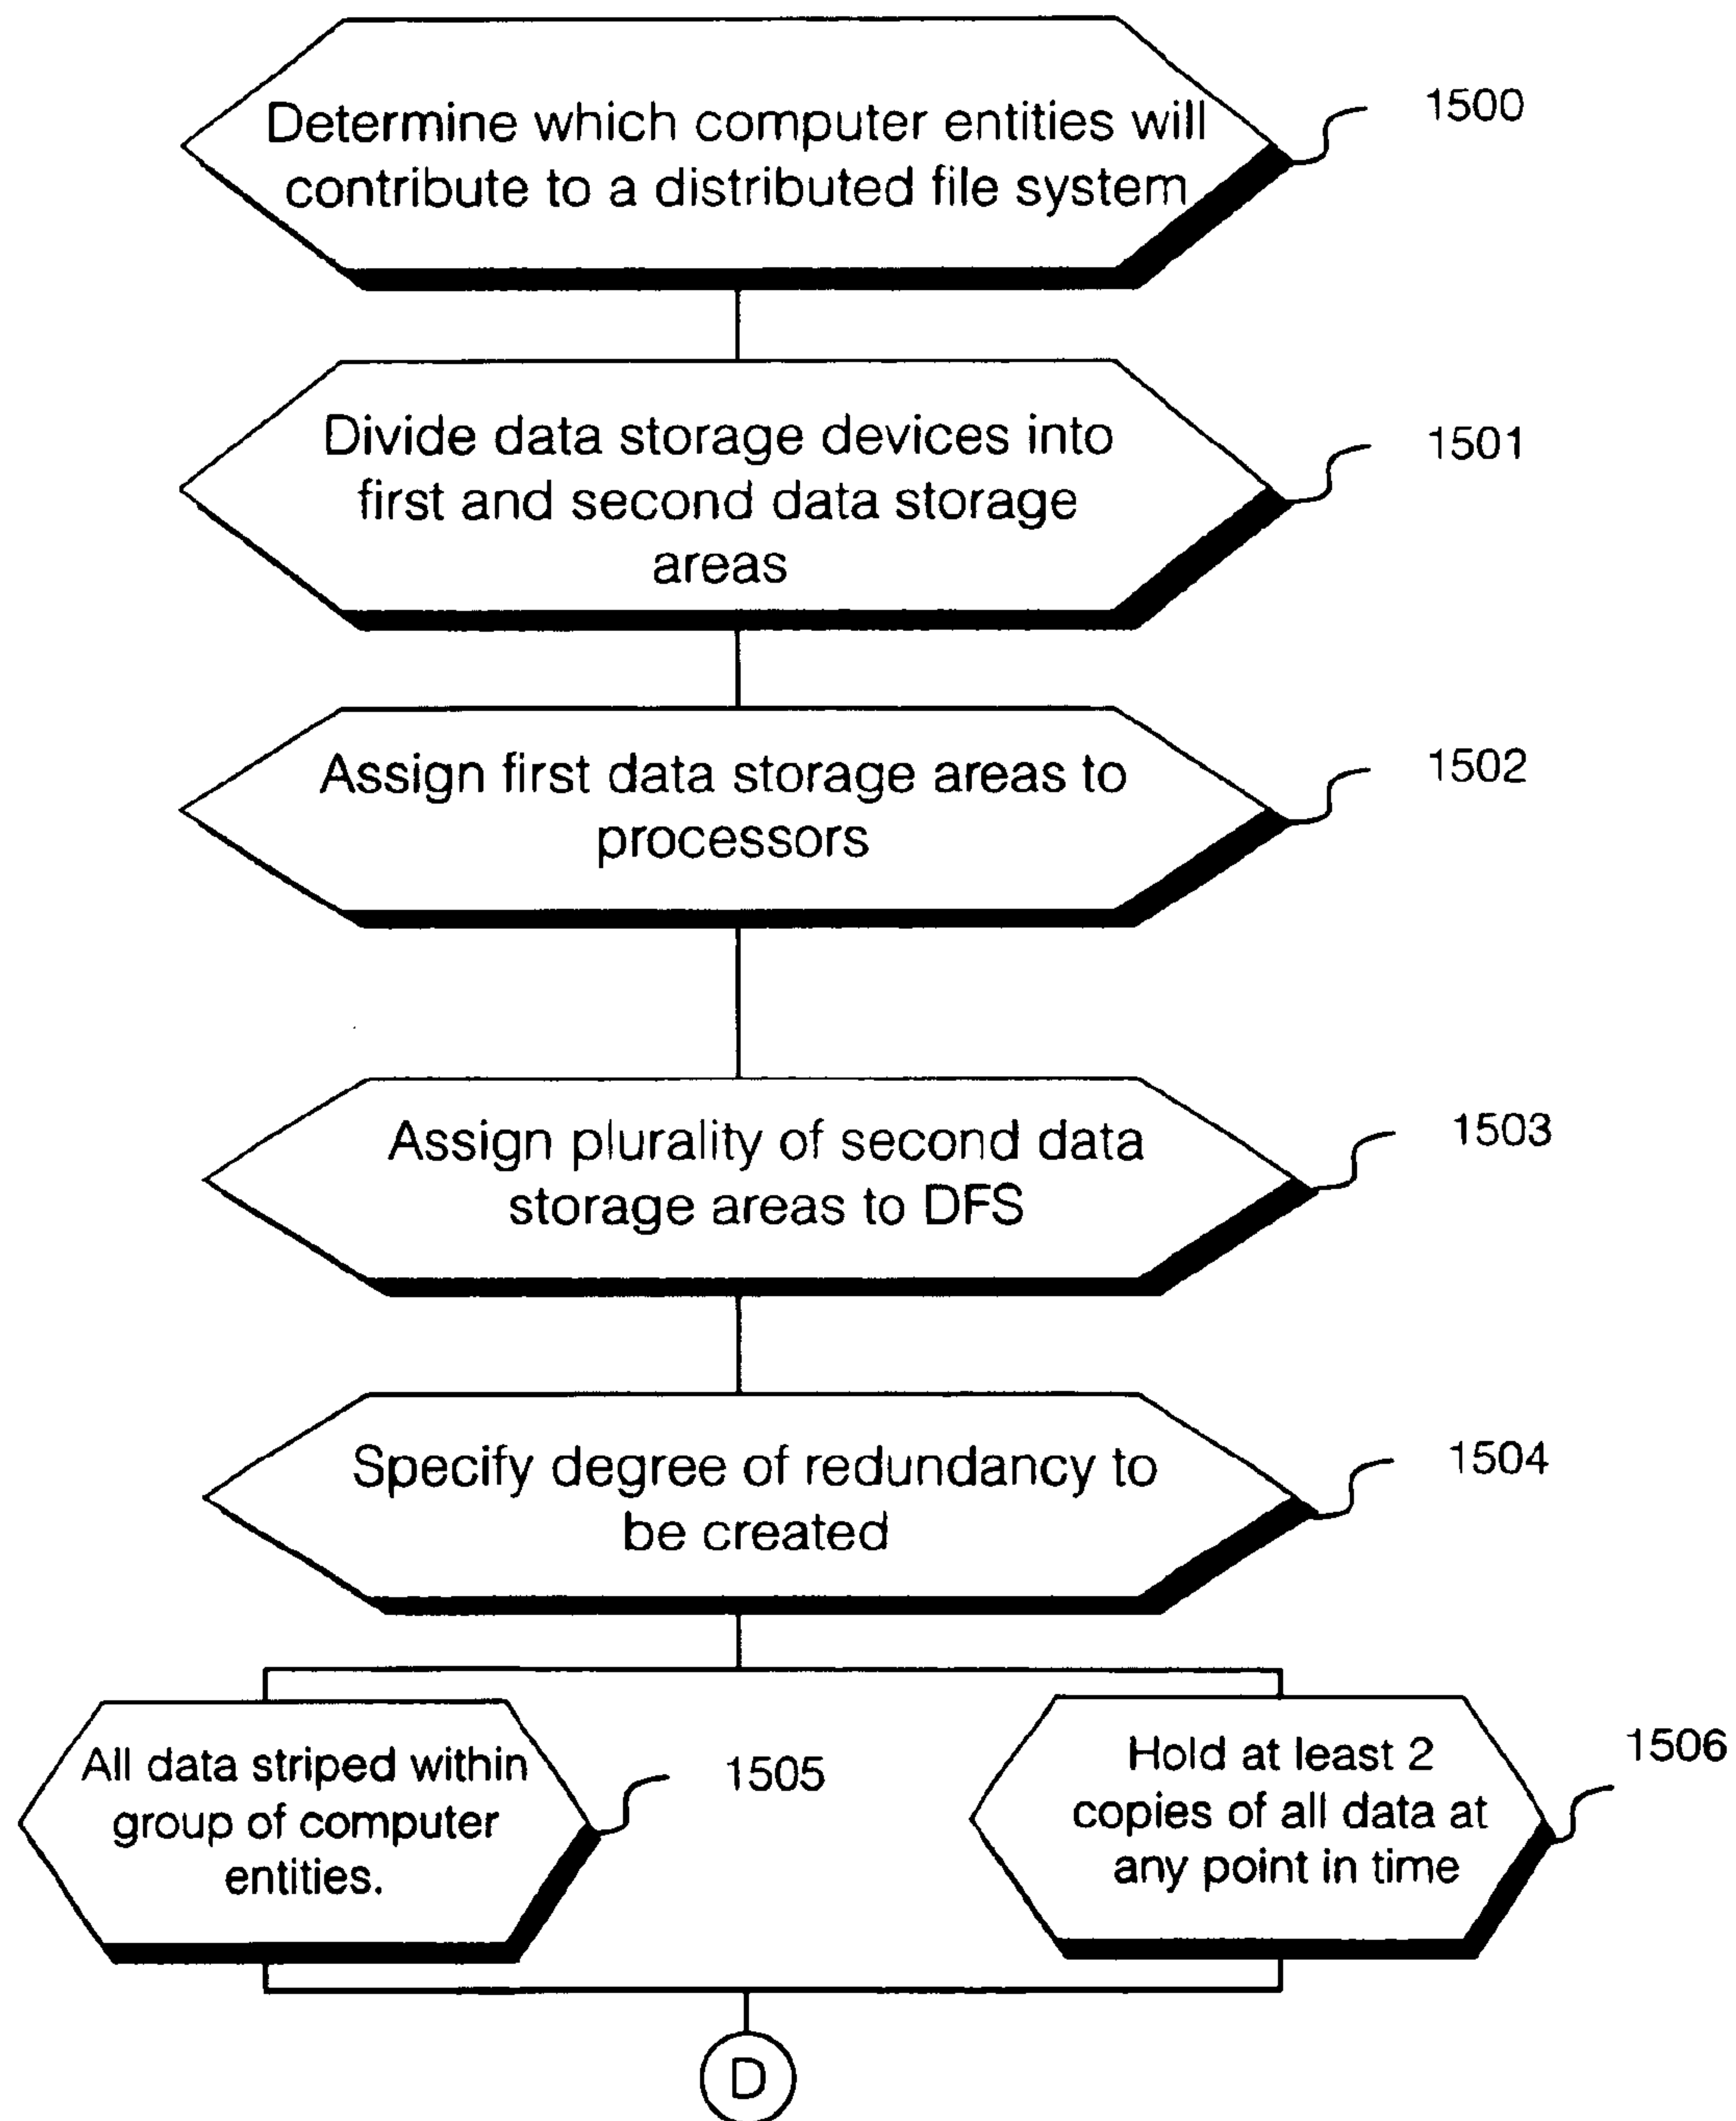 Determine which computer entities will
contribute to a distributed file system
1500
Divide data storage devices into
first and second data storage
areas
1501
Assign first data storage areas to
processors
1502
Assign plurality of second data
storage areas to DFS
1503
Specify degree of redundancy to
be created
1504
All data striped within
group of computer
entities.
1505
Hold at least 2
copies of all data at
any point in time
1506
D